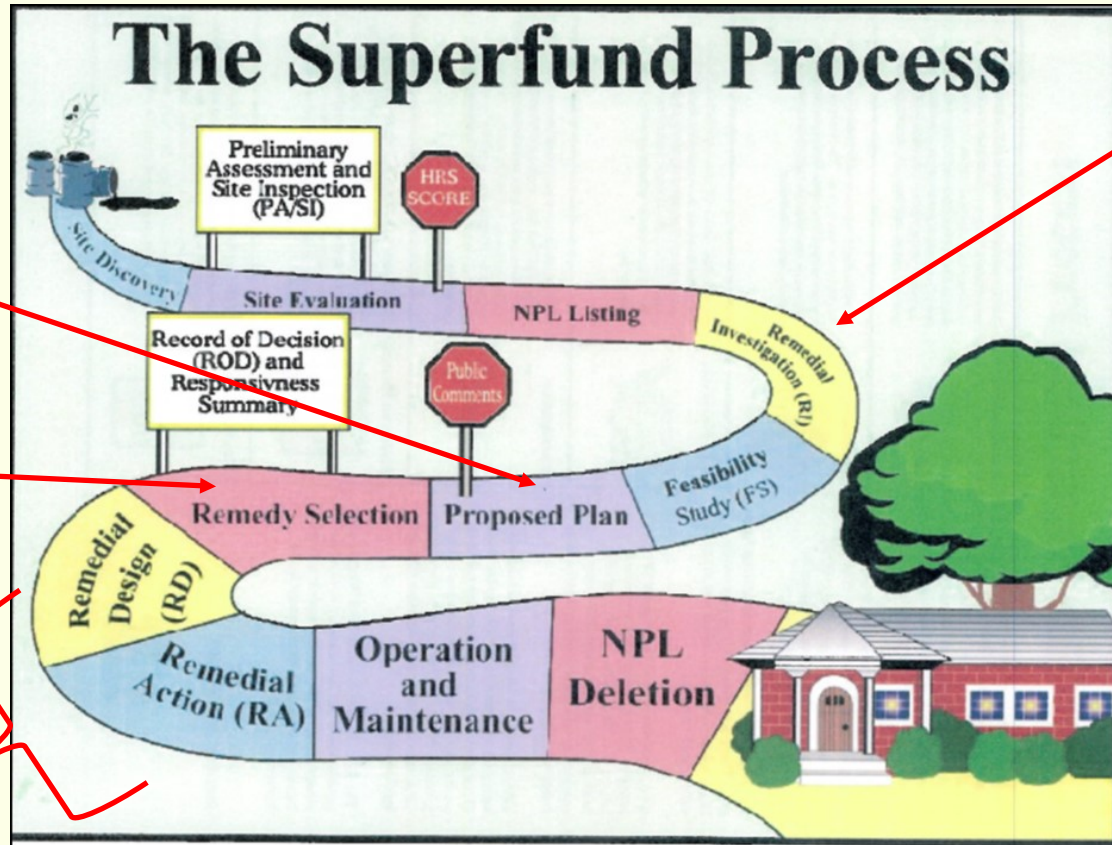 The Superfund Process
Preliminary
Assessment and
Site Inspection
(PA/SI)
HRS
SCORE
Site Discovery
Site Evaluation
NPL Listing
Remedial
Investigation (RI)
Record of Decision
(ROD) and
Responsivness
Summary
Public
Comments
Remedy Selection
Proposed Plan
Feasibility
Study (FS)
Remedial
Design
(RD)
Remedial
Action (RA)
Operation
and
Maintenance
NPL
Deletion